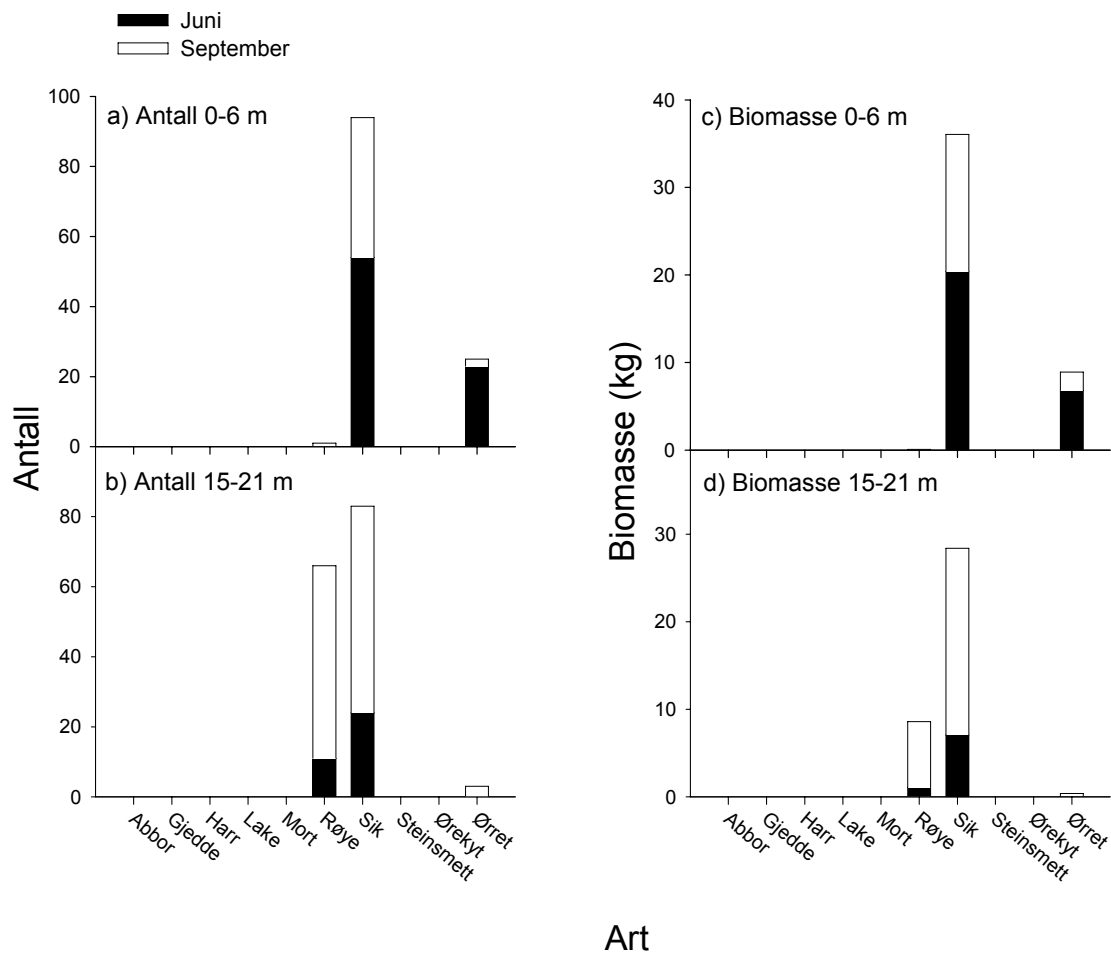 Juni
September
a) Antall 0-6 m
100
80
60
40
20
0
c) Biomasse 0-6 m
40
30
20
10
0
Antall
Biomasse (kg)
b) Antall 15-21 m
80
60
40
20
0
d) Biomasse 15-21 m
30
20
10
0
Abbor
Gjedde
Harr
Lake
Mort
Røye
Sik
Steinsmett
Ørekyt
Ørret
Abbor
Gjedde
Harr
Lake
Mort
Røye
Sik
Steinsmett
Ørekyt
Ørret
Art